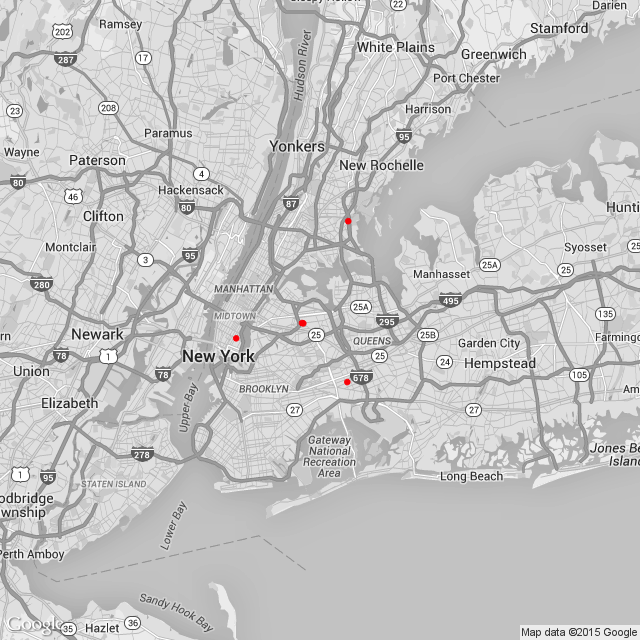 Sleepy Hollow
Darien
22
Ramsey
202
Stamford
White Plains
Greenwich
287
17
Port Chester
Hudson River
23
208
Harrison
95
Paramus
Wayne
Yonkers
Paterson
New Rochelle
4
80
Hackensack
46
87
80
Clifton
Hunti
Montclair
Syosset
25
3
95
25A
25
Manhasset
280
MANHATTAN
495
25A
135
MIDTOWN
295
rn
Newark
25
25B
Farmingd
QUEENS
Garden City
78
1
New York
25
24
Hempstead
Union
78
678
105
BROOKLYN
Am
Elizabeth
Upper Bay
27
27
Gateway
National
Recreation
Area
278
Jones Be
Island
1
95
STATEN ISLAND
Long Beach
odbridge
wnship
Lower Bay
Perth Amboy
Sandy Hook Bay
Google
35
Hazlet
36
Map data ©2015 Google